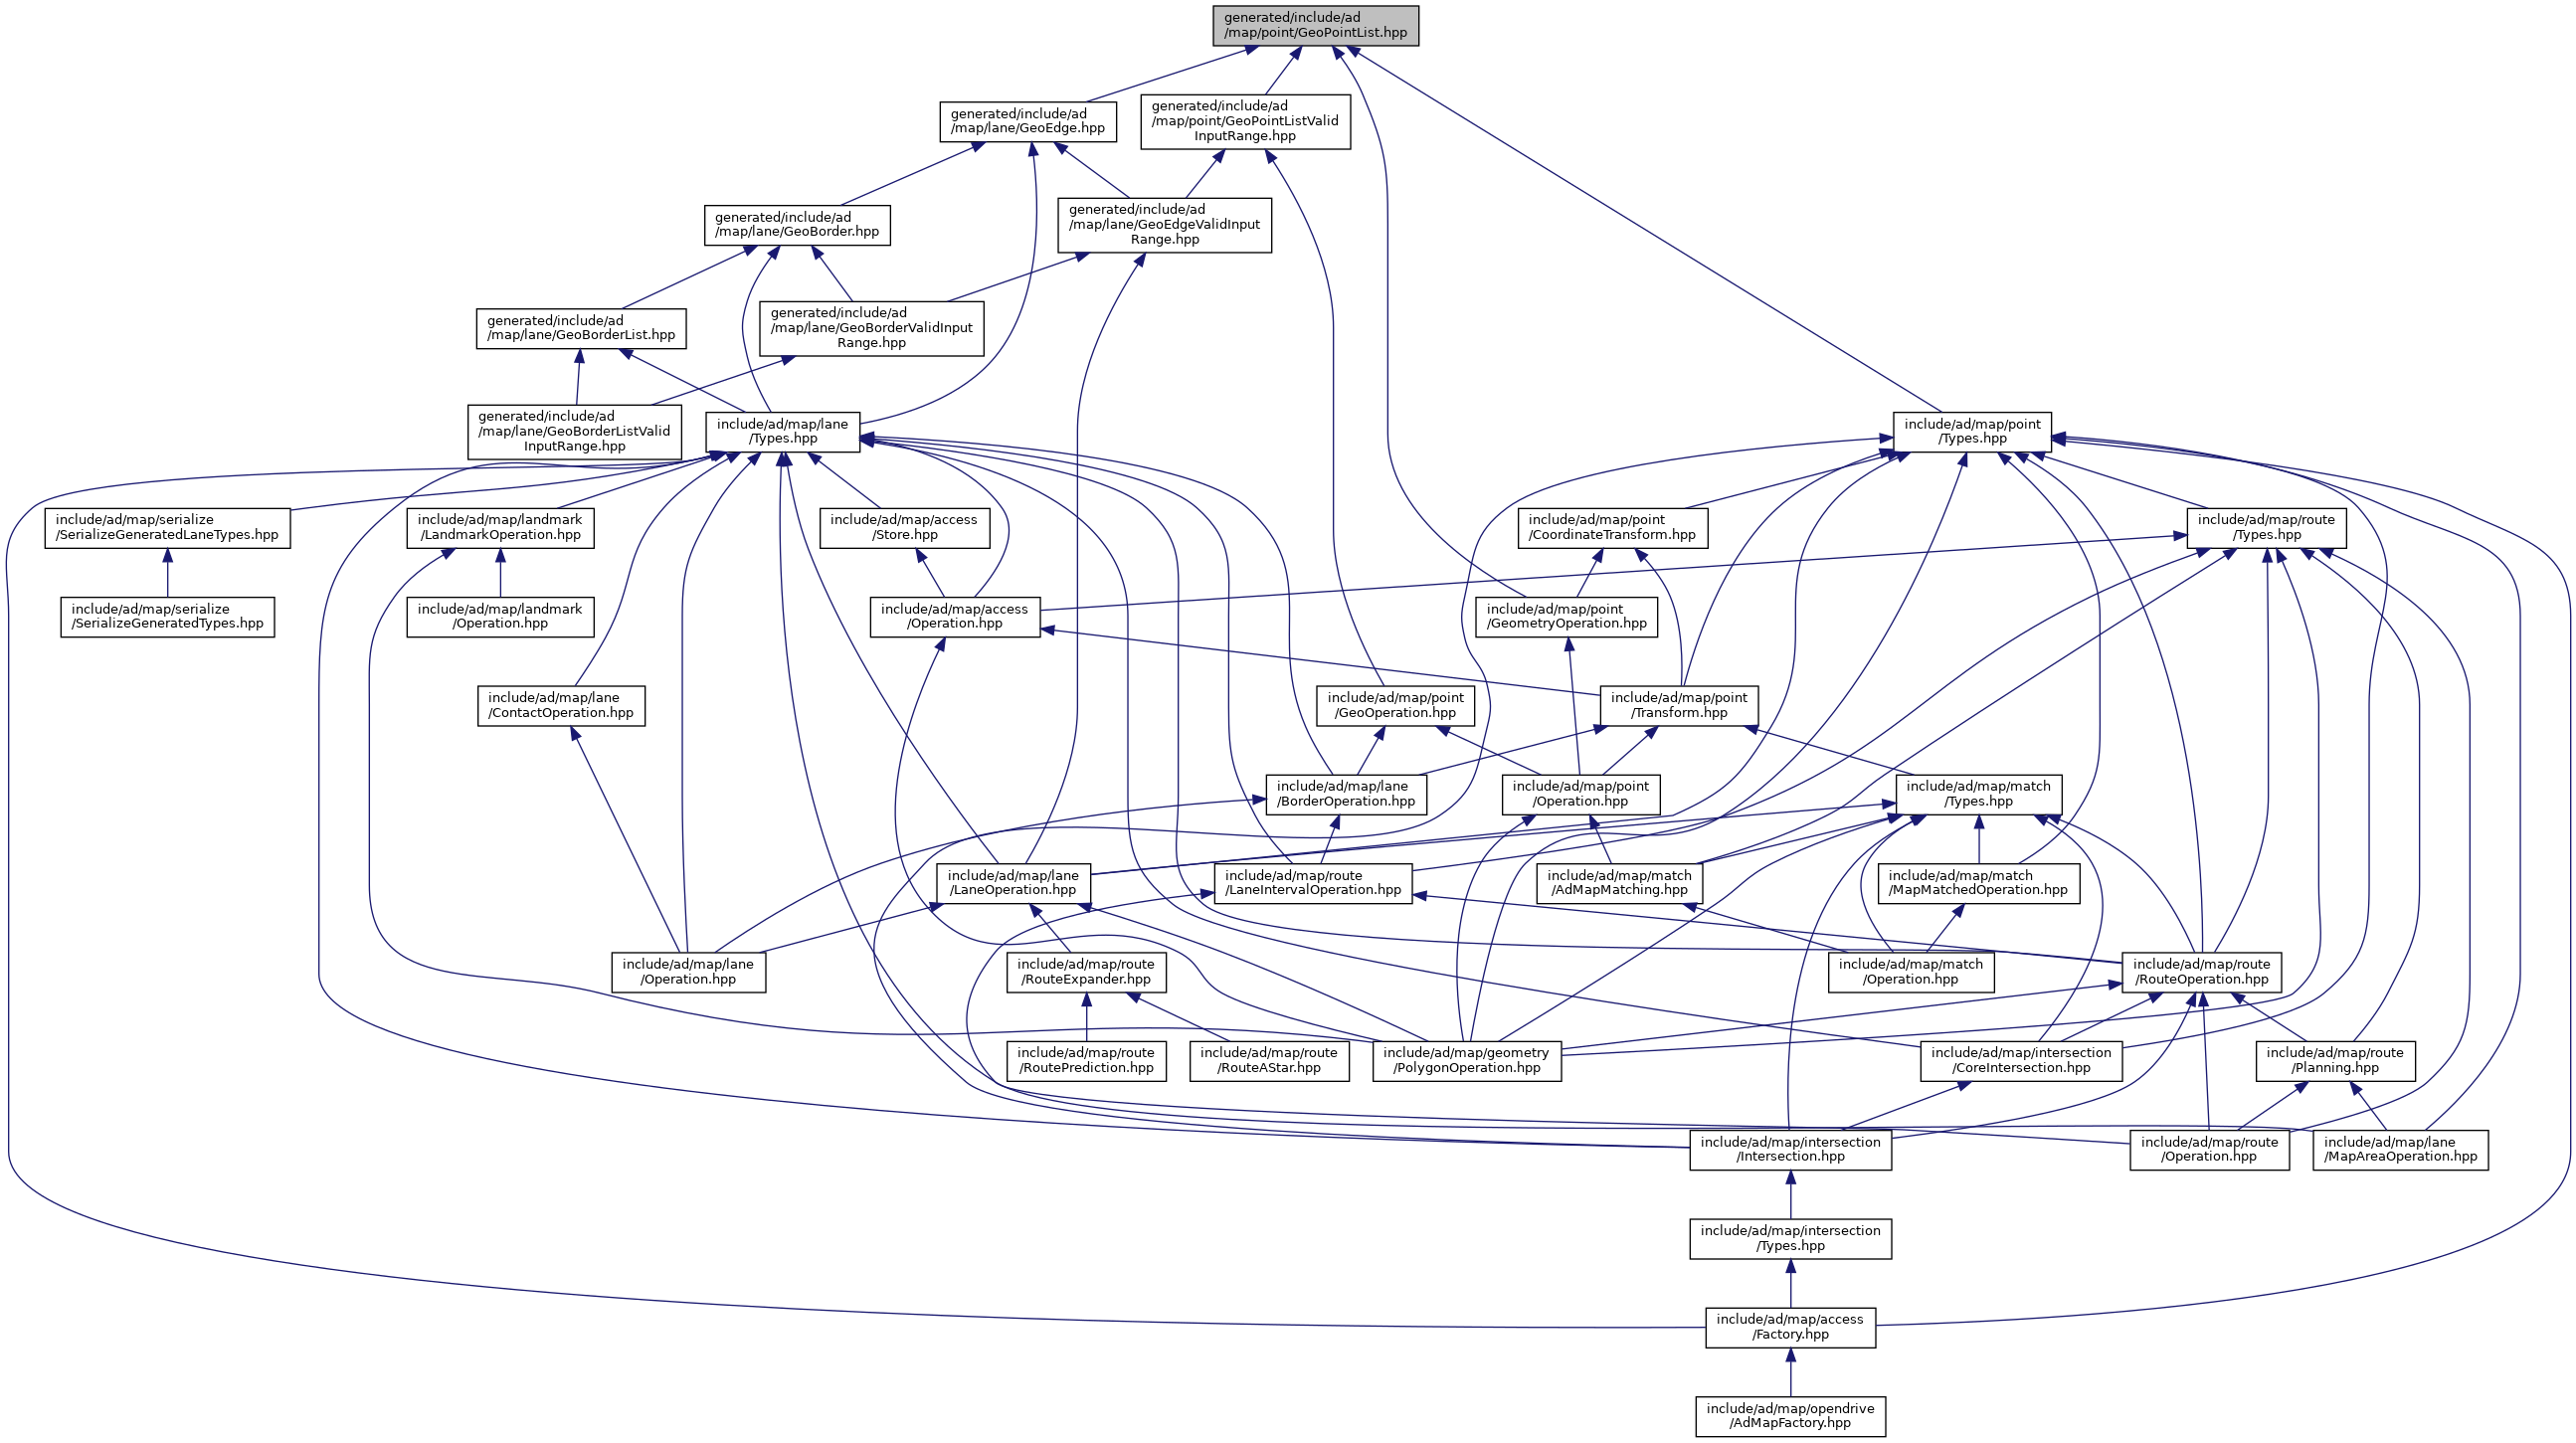 generated/include/ad
/map/point/GeoPointList.hpp
generated/include/ad
/map/lane/GeoEdge.hpp
generated/include/ad
/map/point/GeoPointListValid
InputRange.hpp
generated/include/ad
/map/lane/GeoBorder.hpp
generated/include/ad
/map/lane/GeoEdgeValidInput
Range.hpp
generated/include/ad
/map/lane/GeoBorderList.hpp
generated/include/ad
/map/lane/GeoBorderValidInput
Range.hpp
generated/include/ad
/map/lane/GeoBorderListValid
InputRange.hpp
include/ad/map/lane
/Types.hpp
include/ad/map/point
/Types.hpp
include/ad/map/serialize
/SerializeGeneratedLaneTypes.hpp
include/ad/map/landmark
/LandmarkOperation.hpp
include/ad/map/access
/Store.hpp
include/ad/map/point
/CoordinateTransform.hpp
include/ad/map/route
/Types.hpp
include/ad/map/serialize
/SerializeGeneratedTypes.hpp
include/ad/map/landmark
/Operation.hpp
include/ad/map/access
/Operation.hpp
include/ad/map/point
/GeometryOperation.hpp
include/ad/map/lane
/ContactOperation.hpp
include/ad/map/point
/GeoOperation.hpp
include/ad/map/point
/Transform.hpp
include/ad/map/lane
/BorderOperation.hpp
include/ad/map/point
/Operation.hpp
include/ad/map/match
/Types.hpp
include/ad/map/lane
/LaneOperation.hpp
include/ad/map/route
/LaneIntervalOperation.hpp
include/ad/map/match
/AdMapMatching.hpp
include/ad/map/match
/MapMatchedOperation.hpp
include/ad/map/lane
/Operation.hpp
include/ad/map/route
/RouteExpander.hpp
include/ad/map/match
/Operation.hpp
include/ad/map/route
/RouteOperation.hpp
include/ad/map/route
/RoutePrediction.hpp
include/ad/map/route
/RouteAStar.hpp
include/ad/map/geometry
/PolygonOperation.hpp
include/ad/map/intersection
/CoreIntersection.hpp
include/ad/map/route
/Planning.hpp
include/ad/map/intersection
/Intersection.hpp
include/ad/map/route
/Operation.hpp
include/ad/map/lane
/MapAreaOperation.hpp
include/ad/map/intersection
/Types.hpp
include/ad/map/access
/Factory.hpp
include/ad/map/opendrive
/AdMapFactory.hpp